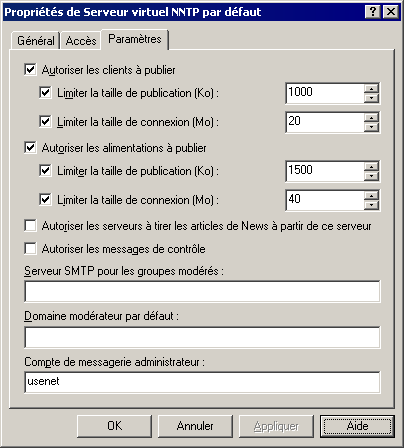 Propriétés de Serveur virtuel NNTP par défaut
Général
Accès
Paramètres
Autoriser les clients à publier
Limiter la taille de publication (Ko) :
1000
Limiter la taille de connexion (Mo) :
20
Autoriser les alimentations à publier
Limiter la taille de publication (Ko) :
1500
Limiter la taille de connexion (Mo) :
40
Autoriser les serveurs à tirer les articles de News à partir de ce serveur
Autoriser les messages de contrôle
Serveur SMTP pour les groupes modérés :
Domaine modérateur par défaut :
Compte de messagerie administrateur :
usenet
OK
Annuler
Appliquer
Aide